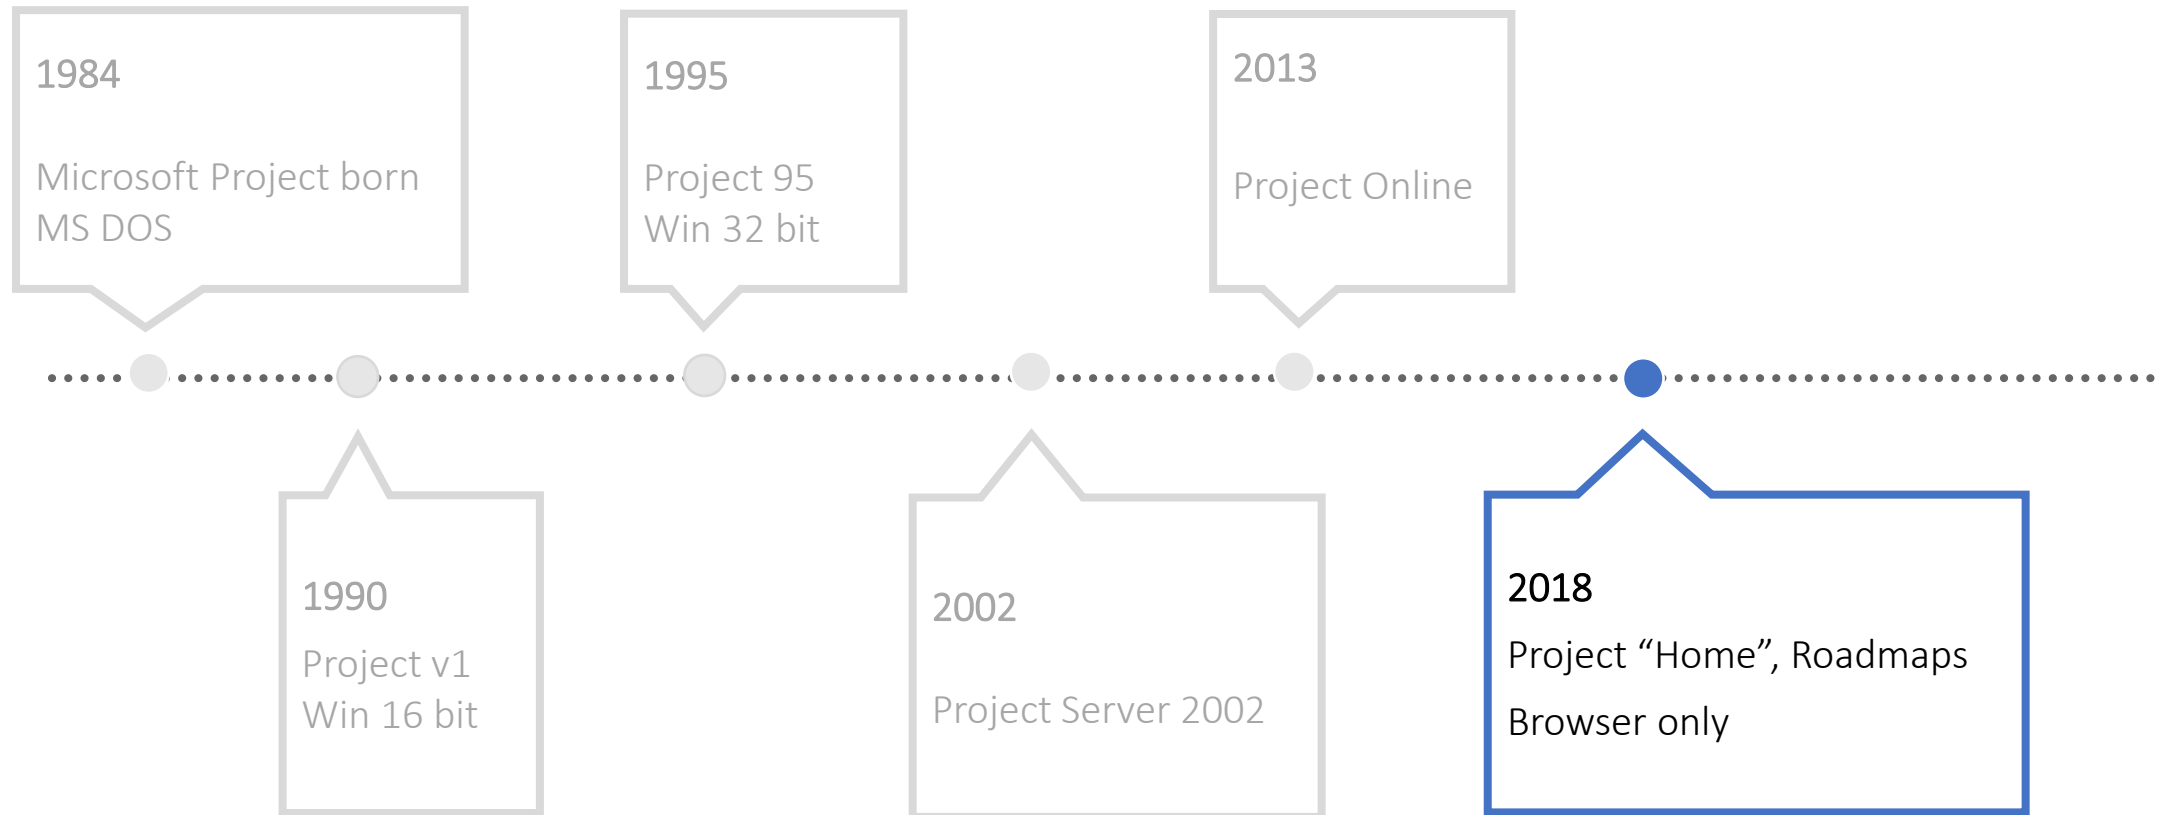 1984
Microsoft Project born
MS DOS
1990
Project v1
Win 16 bit
1995
Project 95
Win 32 bit
2002
Project Server 2002
2013
Project Online
2018
Project “Home”, Roadmaps
Browser only